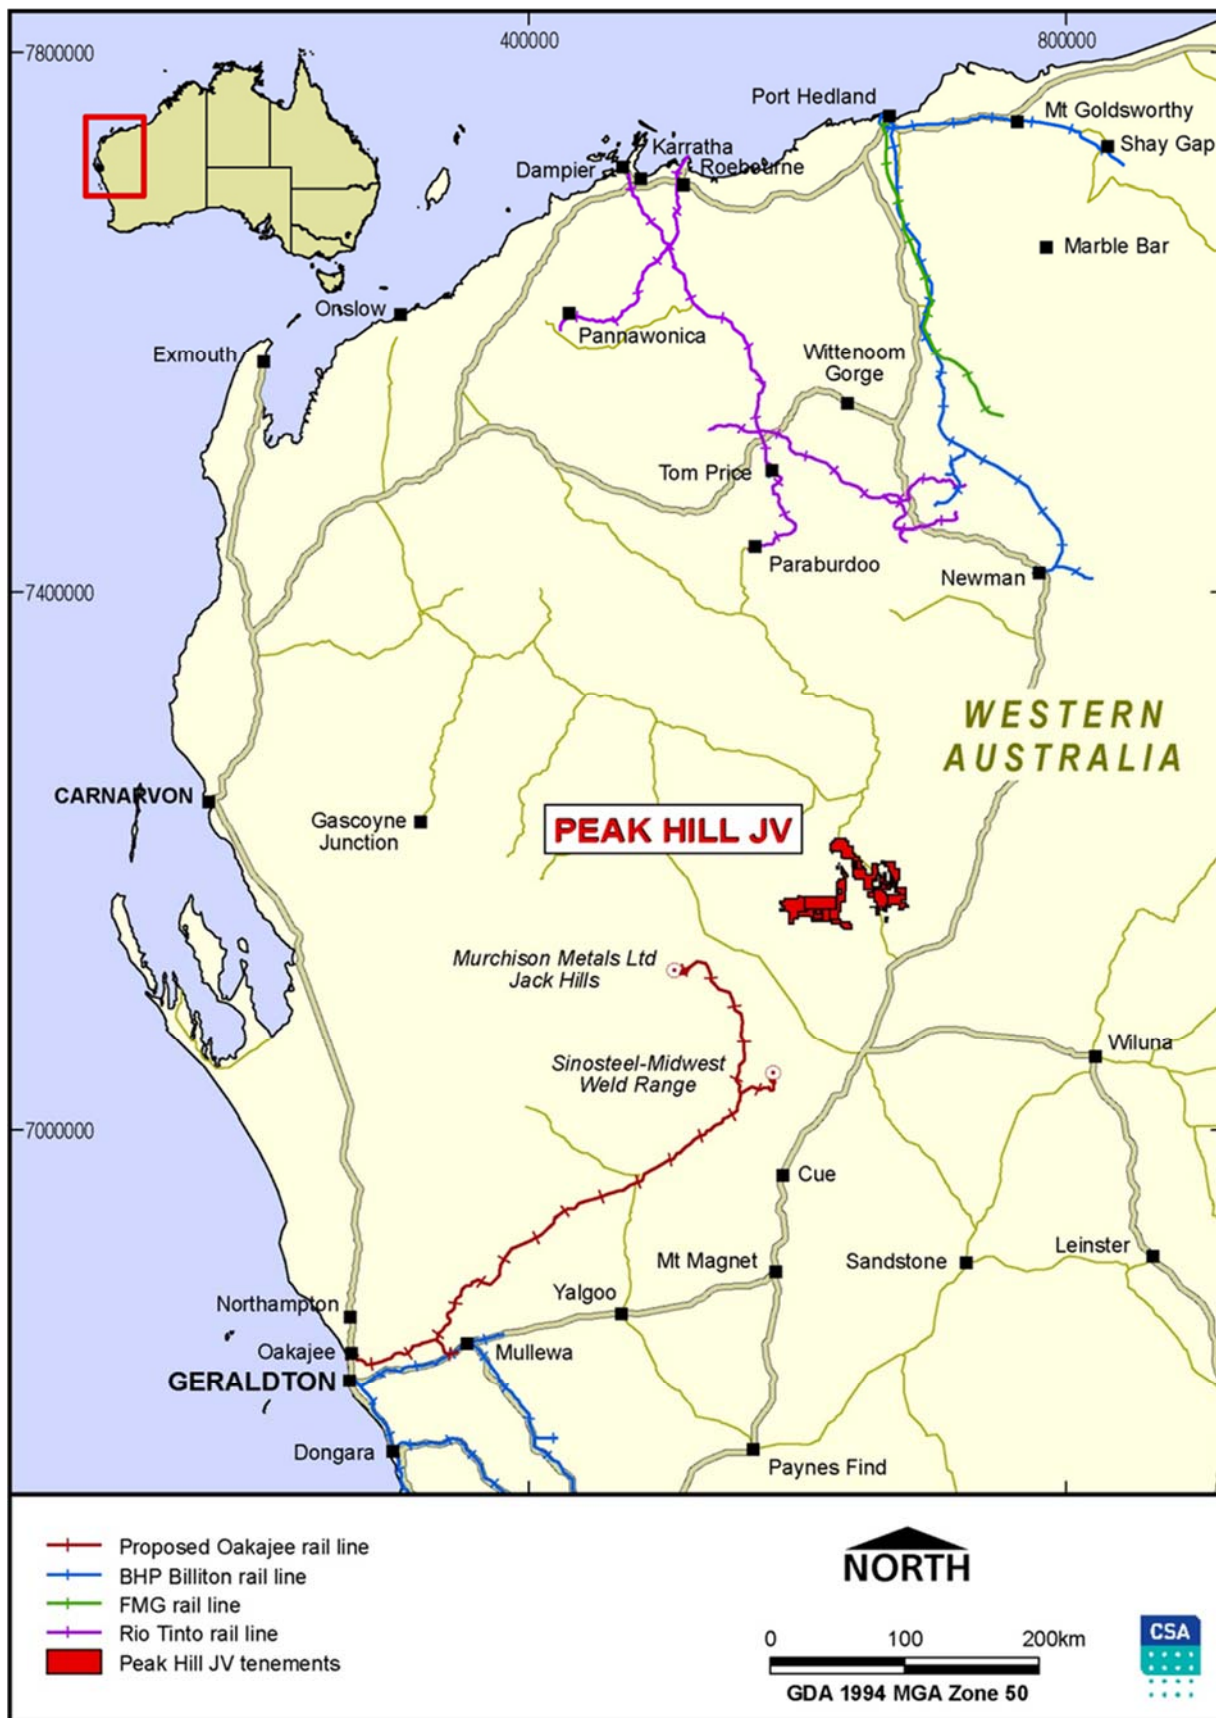 400000
800000
7800000
Port Hedland
Mt Goldsworthy
Shay Gap
Karratha
Dampier
Roebourne
Marble Bar
Onslow
Pannawonica
Exmouth
Wittenoom
Gorge
Tom Price
Paraburdoo
Newman
7400000
WESTERN
AUSTRALIA
CARNARVON
Gascoyne
Junction
PEAK HILL JV
Murchison Metals Ltd
Jack Hills
Sinosteel-Midwest
Weld Range
Wiluna
7000000
Cue
Mt Magnet
Sandstone
Leinster
Yalgoo
Northampton
Oakajee
Mullewa
GERALDTON
Dongara
Paynes Find
Proposed Oakajee rail line
BHP Billiton rail line
FMG rail line
Rio Tinto rail line
Peak Hill JV tenements
NORTH
0 100 200km
GDA 1994 MGA Zone 50
CSA